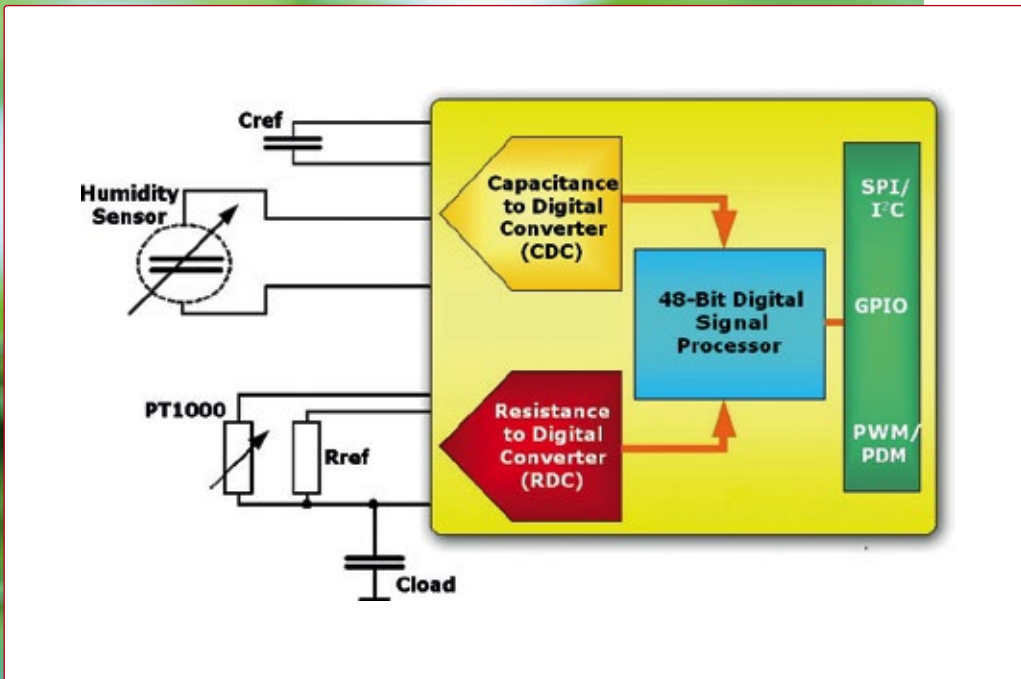 Cref
Humidity
Sensor
Capacitance
to Digital
Converter
(CDC)
SPI/
I²C
48-Bit Digital
Signal
Processor
GPIO
PT1000
Rref
Resistance
to Digital
Converter
(RDC)
PWM/
PDM
Cload